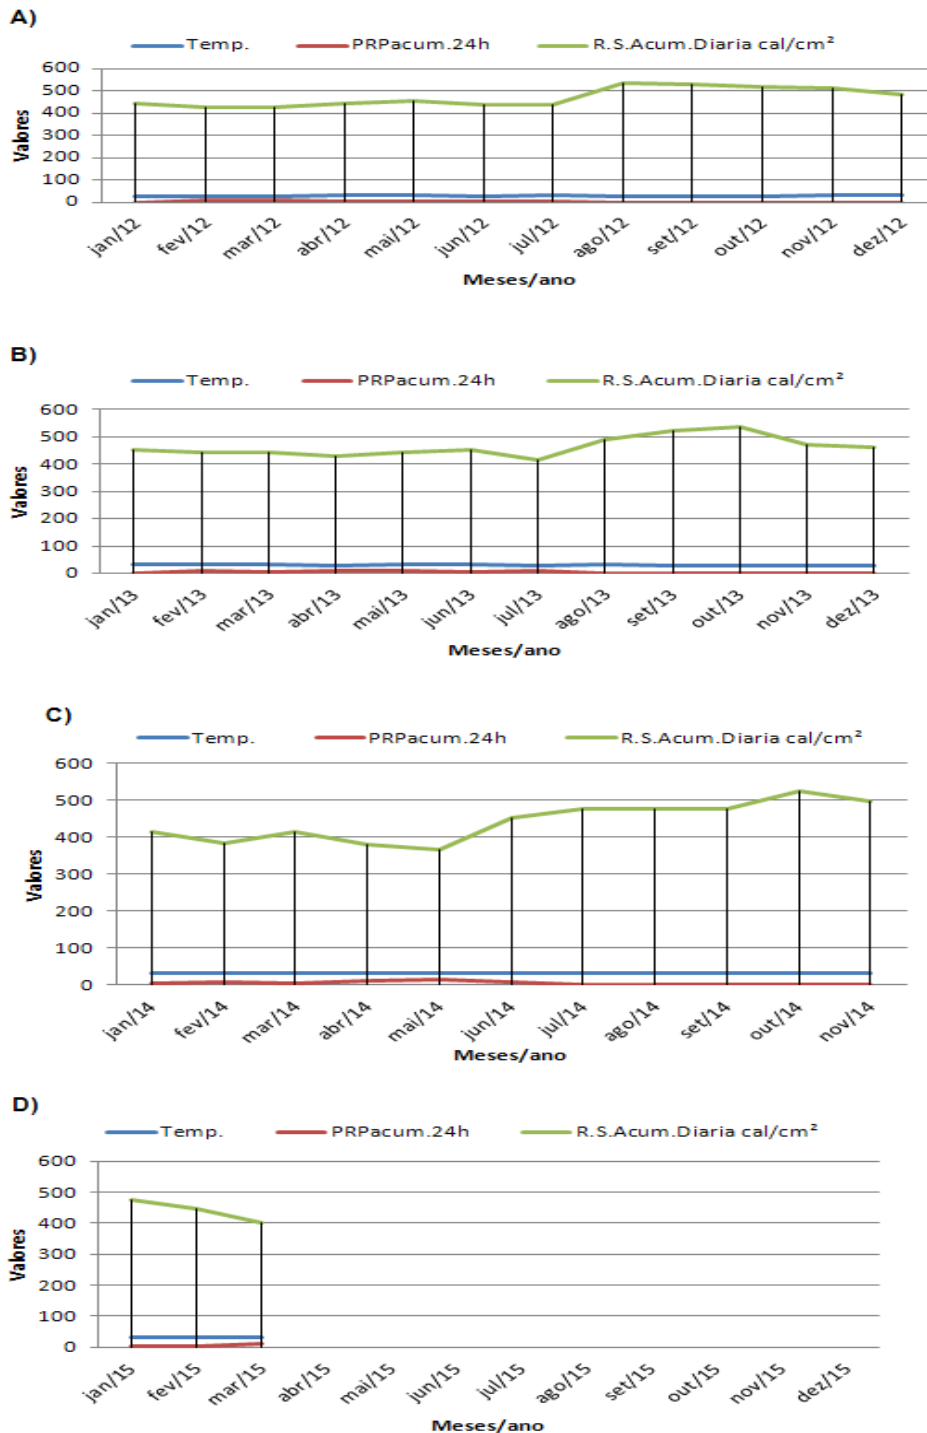 A)
Temp. PRPacum.24h R.S.Acum.Diaria cal/cm²
600
500
400
300
200
100
0
Valores
jan/12 fev/12 mar/12 abr/12 mai/12 jun/12 jul/12 ago/12 set/12 out/12 nov/12 dez/12
Meses/ano
B)
Temp. PRPacum.24h R.S.Acum.Diaria cal/cm²
600
500
400
300
200
100
0
Valores
jan/13 fev/13 mar/13 abr/13 mai/13 jun/13 jul/13 ago/13 set/13 out/13 nov/13 dez/13
Meses/ano
C)
Temp. PRPacum.24h R.S.Acum.Diaria cal/cm²
600
500
400
300
200
100
0
Valores
jan/14 fev/14 mar/14 abr/14 mai/14 jun/14 jul/14 ago/14 set/14 out/14 nov/14
Meses/ano
D)
Temp. PRPacum.24h R.S.Acum.Diaria cal/cm²
600
500
400
300
200
100
0
Valores
jan/15 fev/15 mar/15 abr/15 mai/15 jun/15 jul/15 ago/15 set/15 out/15 nov/15 dez/15
Meses/ano